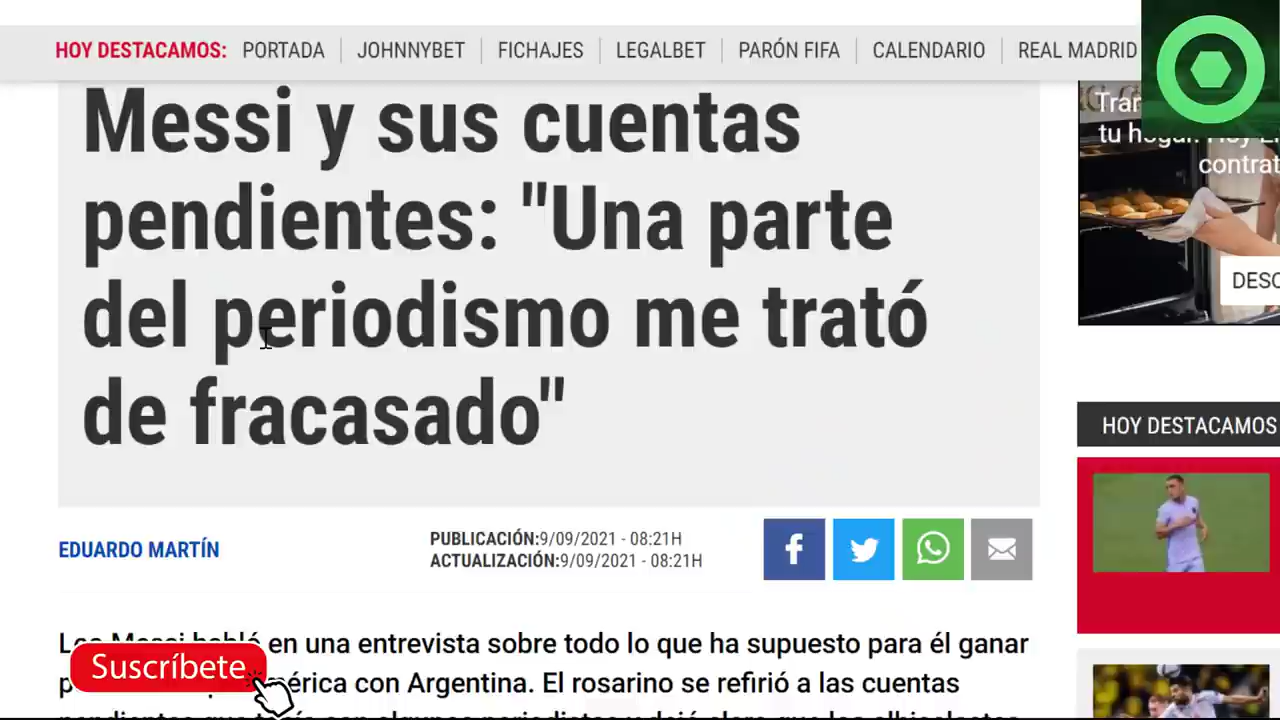 HOY DESTACAMOS: PORTADA JOHNNYBET FICHAJES LEGALBET PARÓN FIFA CALENDARIO REAL MADRID
Messi y sus cuentas
pendientes: "Una parte
del periodismo me trató
de fracasado"
EDUARDO MARTÍN
PUBLICACIÓN:9/09/2021 - 08:21H
ACTUALIZACIÓN:9/09/2021 - 08:21H
en una entrevista sobre todo lo que ha supuesto para él ganar
con Argentina. El rosarino se refirió a las cuentas
Suscríbete
tu
contrat
HOY DESTACAMOS